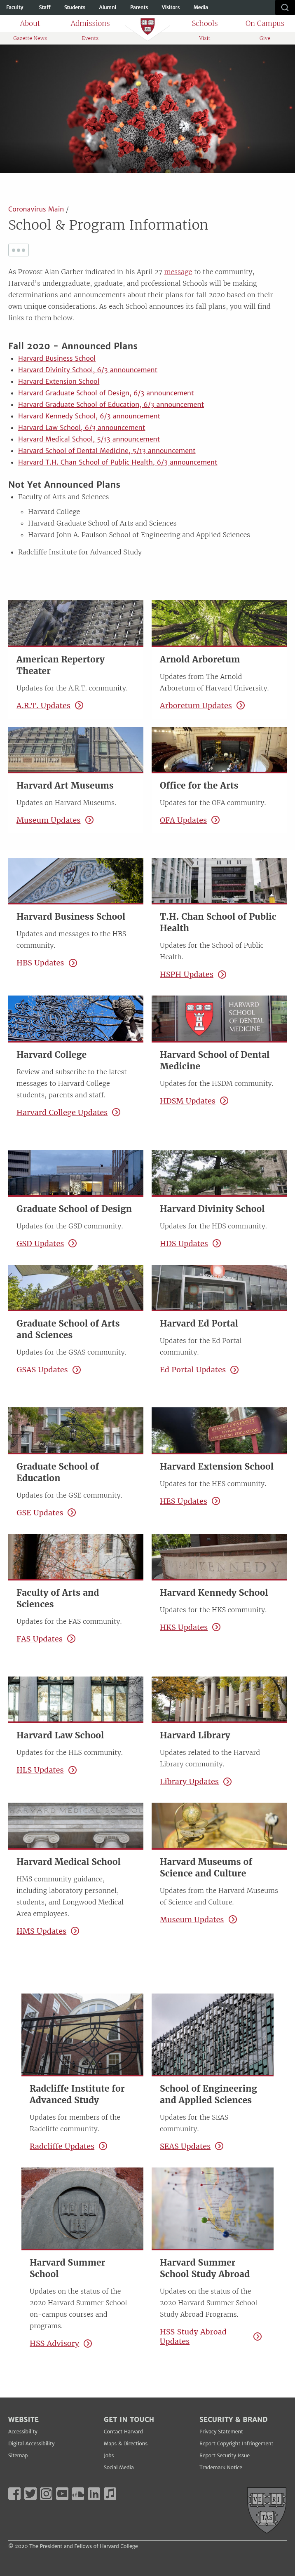 Faculty Staff Students Alumni Parents Visitors Media
About Admissions Schools On Campus
Gazette News Events Visit Give
Coronavirus Main /
School & Program Information
As Provost Alan Garber indicated in his April 27 message to the community,
Harvard's undergraduate, graduate, and professional Schools will be making
determinations and announcements about their plans for fall 2020 based on their
own unique considerations. As each School announces its fall plans, you will find
links to them below.
Fall 2020 - Announced Plans
Harvard Business School
Harvard Divinity School, 6/3 announcement
Harvard Extension School
Harvard Graduate School of Design, 6/3 announcement
Harvard Graduate School of Education, 6/3 announcement
Harvard Kennedy School, 6/3 announcement
Harvard Law School, 6/3 announcement
Harvard Medical School, 5/13 announcement
Harvard School of Dental Medicine, 5/13 announcement
Harvard T.H. Chan School of Public Health, 6/3 announcement
Not Yet Announced Plans
Faculty of Arts and Sciences
Harvard College
Harvard Graduate School of Arts and Sciences
Harvard John A. Paulson School of Engineering and Applied Sciences
Radcliffe Institute for Advanced Study
American Repertory
Theater
Updates for the A.R.T. community.
A.R.T. Updates
Arnold Arboretum
Updates from The Arnold
Arboretum of Harvard University.
Arboretum Updates
Harvard Art Museums
Updates on Harvard Museums.
Museum Updates
Office for the Arts
Updates for the OFA community.
OFA Updates
Harvard Business School
Updates and messages to the HBS
community.
HBS Updates
T.H. Chan School of Public
Health
Updates for the School of Public
Health.
HSPH Updates
Harvard College
Review and subscribe to the latest
messages to Harvard College
students, parents and staff.
Harvard College Updates
HARVARD
SCHOOL OF
DENTAL
MEDICINE
Harvard School of Dental
Medicine
Updates for the HSDM community.
HDSM Updates
Graduate School of Design
Updates for the GSD community.
GSD Updates
Harvard Divinity School
Updates for the HDS community.
HDS Updates
Graduate School of Arts
and Sciences
Updates for the GSAS community.
GSAS Updates
Harvard Ed Portal
Updates for the Ed Portal
community.
Ed Portal Updates
Graduate School of
Education
Updates for the GSE community.
GSE Updates
Harvard Extension School
Updates for the HES community.
HES Updates
Faculty of Arts and
Sciences
Updates for the FAS community.
FAS Updates
KENNEDY
Harvard Kennedy School
Updates for the HKS community.
HKS Updates
Harvard Law School
Updates for the HLS community.
HLS Updates
Harvard Library
Updates related to the Harvard
Library community.
Library Updates
HARVARD MEDICAL SCHOOL
Harvard Medical School
HMS community guidance,
including laboratory personnel,
students, and Longwood Medical
Area employees.
HMS Updates
Harvard Museums of
Science and Culture
Updates from the Harvard Museums
of Science and Culture.
Museum Updates
Radcliffe Institute for
Advanced Study
Updates for members of the
Radcliffe community.
Radcliffe Updates
School of Engineering
and Applied Sciences
Updates for the SEAS
community.
SEAS Updates
Harvard Summer
School
Updates on the status of the
2020 Harvard Summer School
on-campus courses and
programs.
HSS Advisory
Harvard Summer
School Study Abroad
Updates on the status of the
2020 Harvard Summer School
Study Abroad Programs.
HSS Study Abroad
Updates
WEBSITE
Accessibility
Digital Accessibility
Sitemap
GET IN TOUCH
Contact Harvard
Maps & Directions
Jobs
Social Media
SECURITY & BRAND
Privacy Statement
Report Copyright Infringement
Report Security Issue
Trademark Notice
VE RI
TAS
© 2020 The President and Fellows of Harvard College